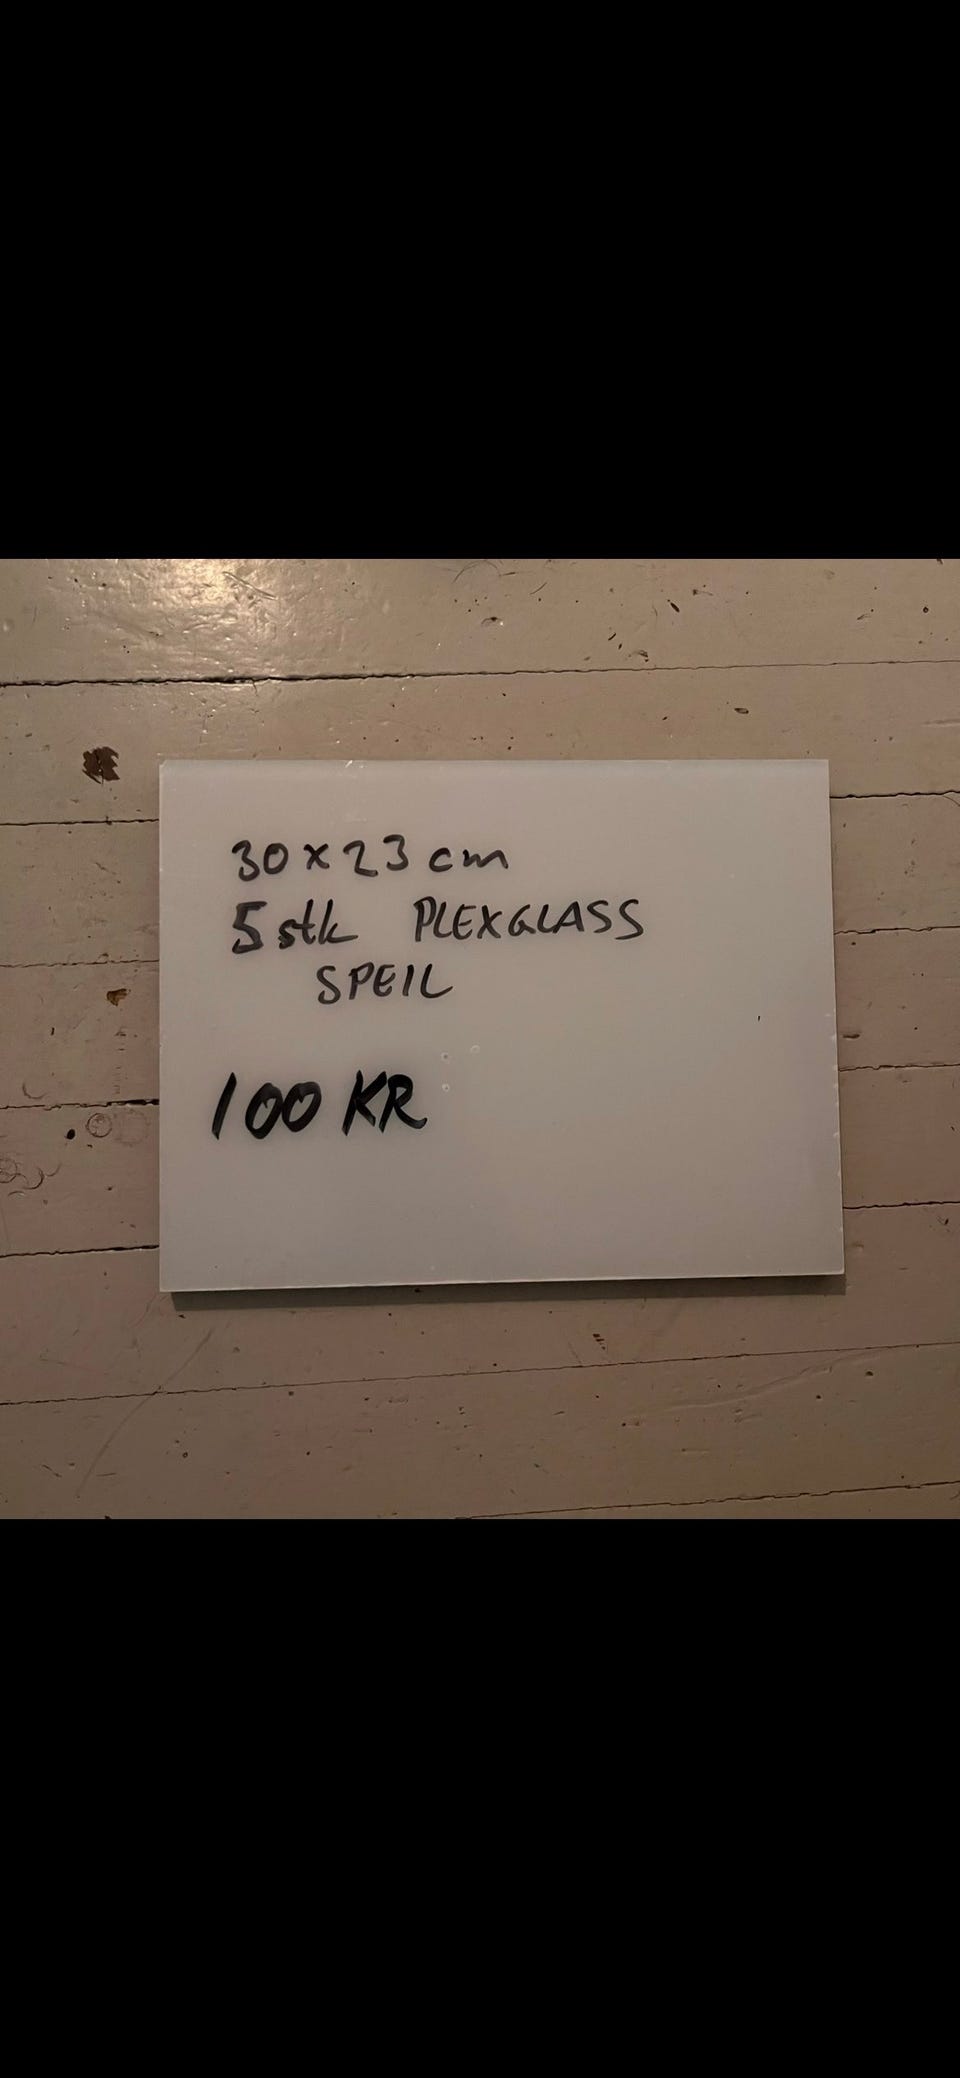 30 x 23 cm
5 stk PLEXGLASS
SPEIL
100 KR